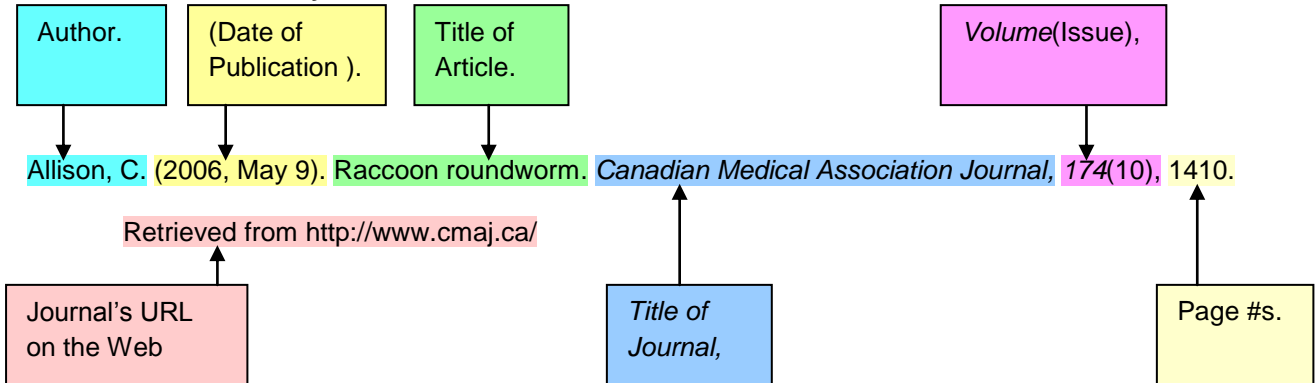 Author.
(Date of
Publication ).
Title of
Article.
Volume(Issue),
Allison, C. (2006, May 9). Raccoon roundworm. Canadian Medical Association Journal, 174(10), 1410.
Retrieved from http://www.cmaj.ca/
Journal's URL
on the Web
Title of
Journal,
Page #s.